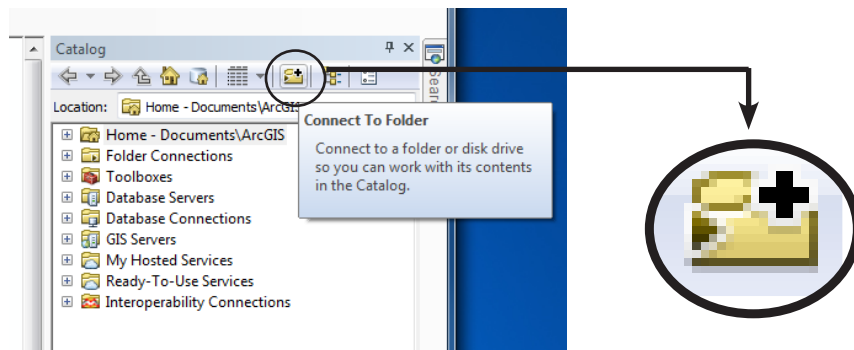 Catalog
Location: Home - Documents\ArcGIS
Connect To Folder
Connect to a folder or disk drive
so you can work with its contents
in the Catalog.
Home - Documents\ArcGIS
Folder Connections
Toolboxes
Database Servers
Database Connections
GIS Servers
My Hosted Services
Ready-To-Use Services
Interoperability Connections